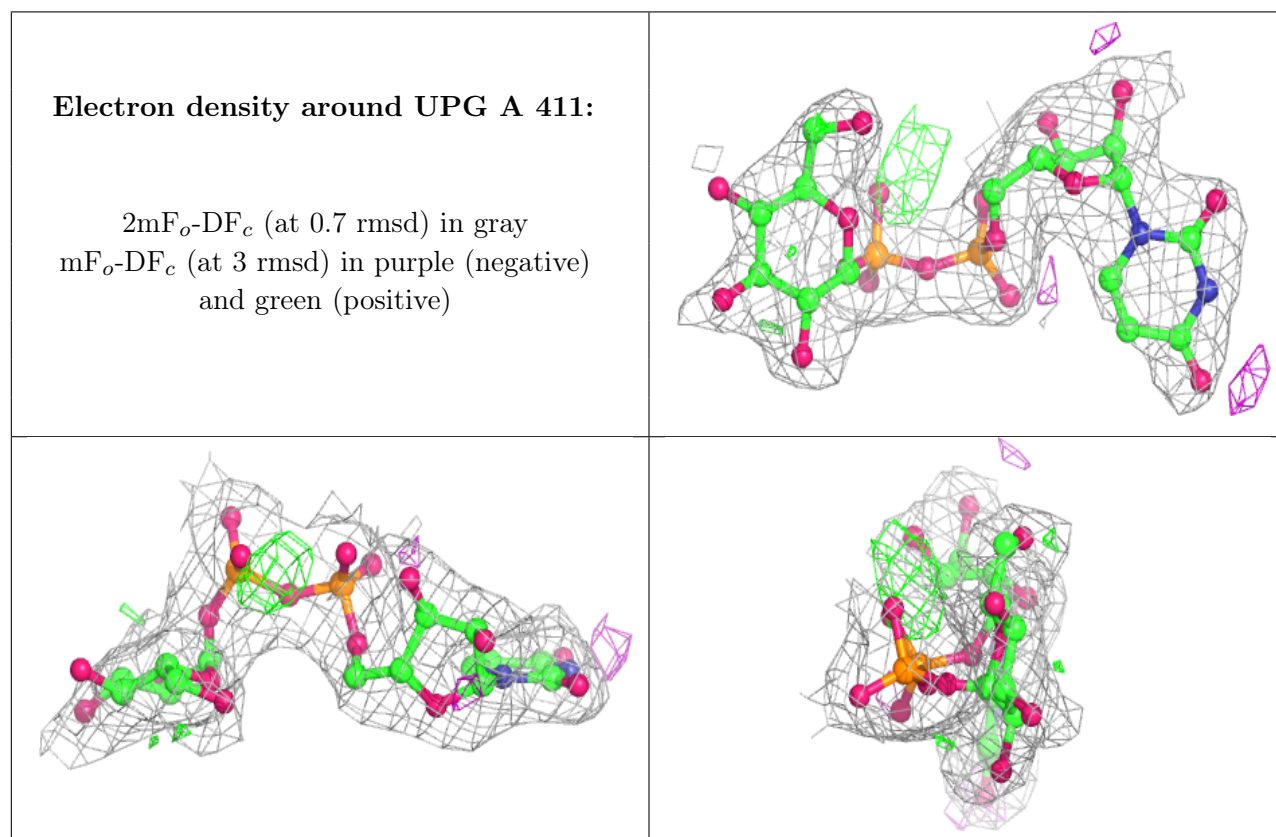 Electron density around UPG A 411:
2mFo-DFc (at 0.7 rmsd) in gray
mFo-DFc (at 3 rmsd) in purple (negative)
and green (positive)